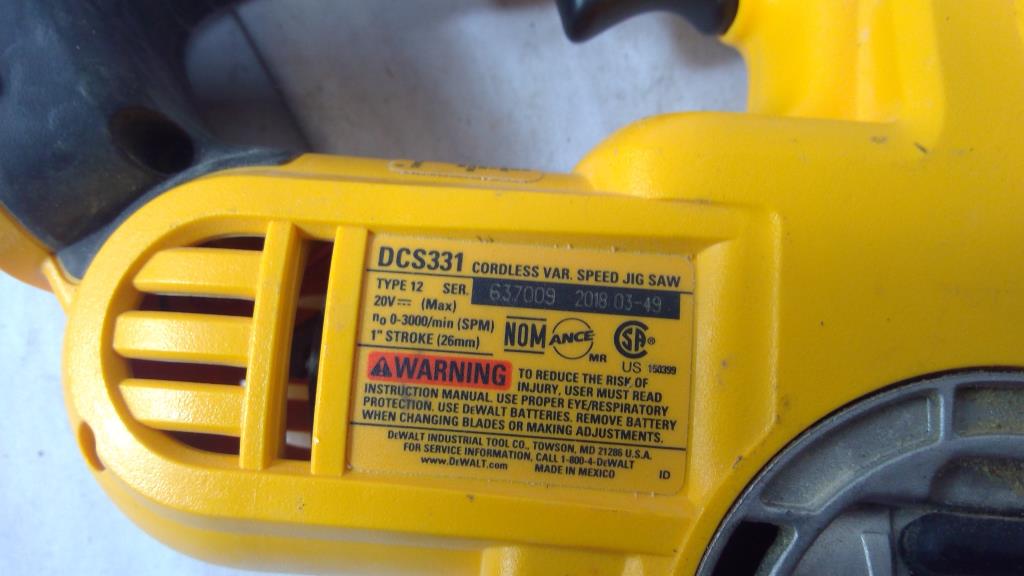 DCS331 CORDLESS VAR. SPEED JIG SAW
TYPE 12 SER. 637009 2018 03-49
20V (Max)
n0 0-3000/min (SPM)
1" STROKE (26mm)
NOM ANCE MR SA® US 150399
WARNING TO REDUCE THE RISK OF
INJURY, USER MUST READ
INSTRUCTION MANUAL. USE PROPER EYE/RESPIRATORY
PROTECTION. USE DEWALT BATTERIES. REMOVE BATTERY
WHEN CHANGING BLADES OR MAKING ADJUSTMENTS.
DEWALT INDUSTRIAL TOOL CO., TOWSON, MD 21286 U.S.A.
FOR SERVICE INFORMATION, CALL 1-800-4-DEWALT
www.DEWALT.com MADE IN MEXICO ID